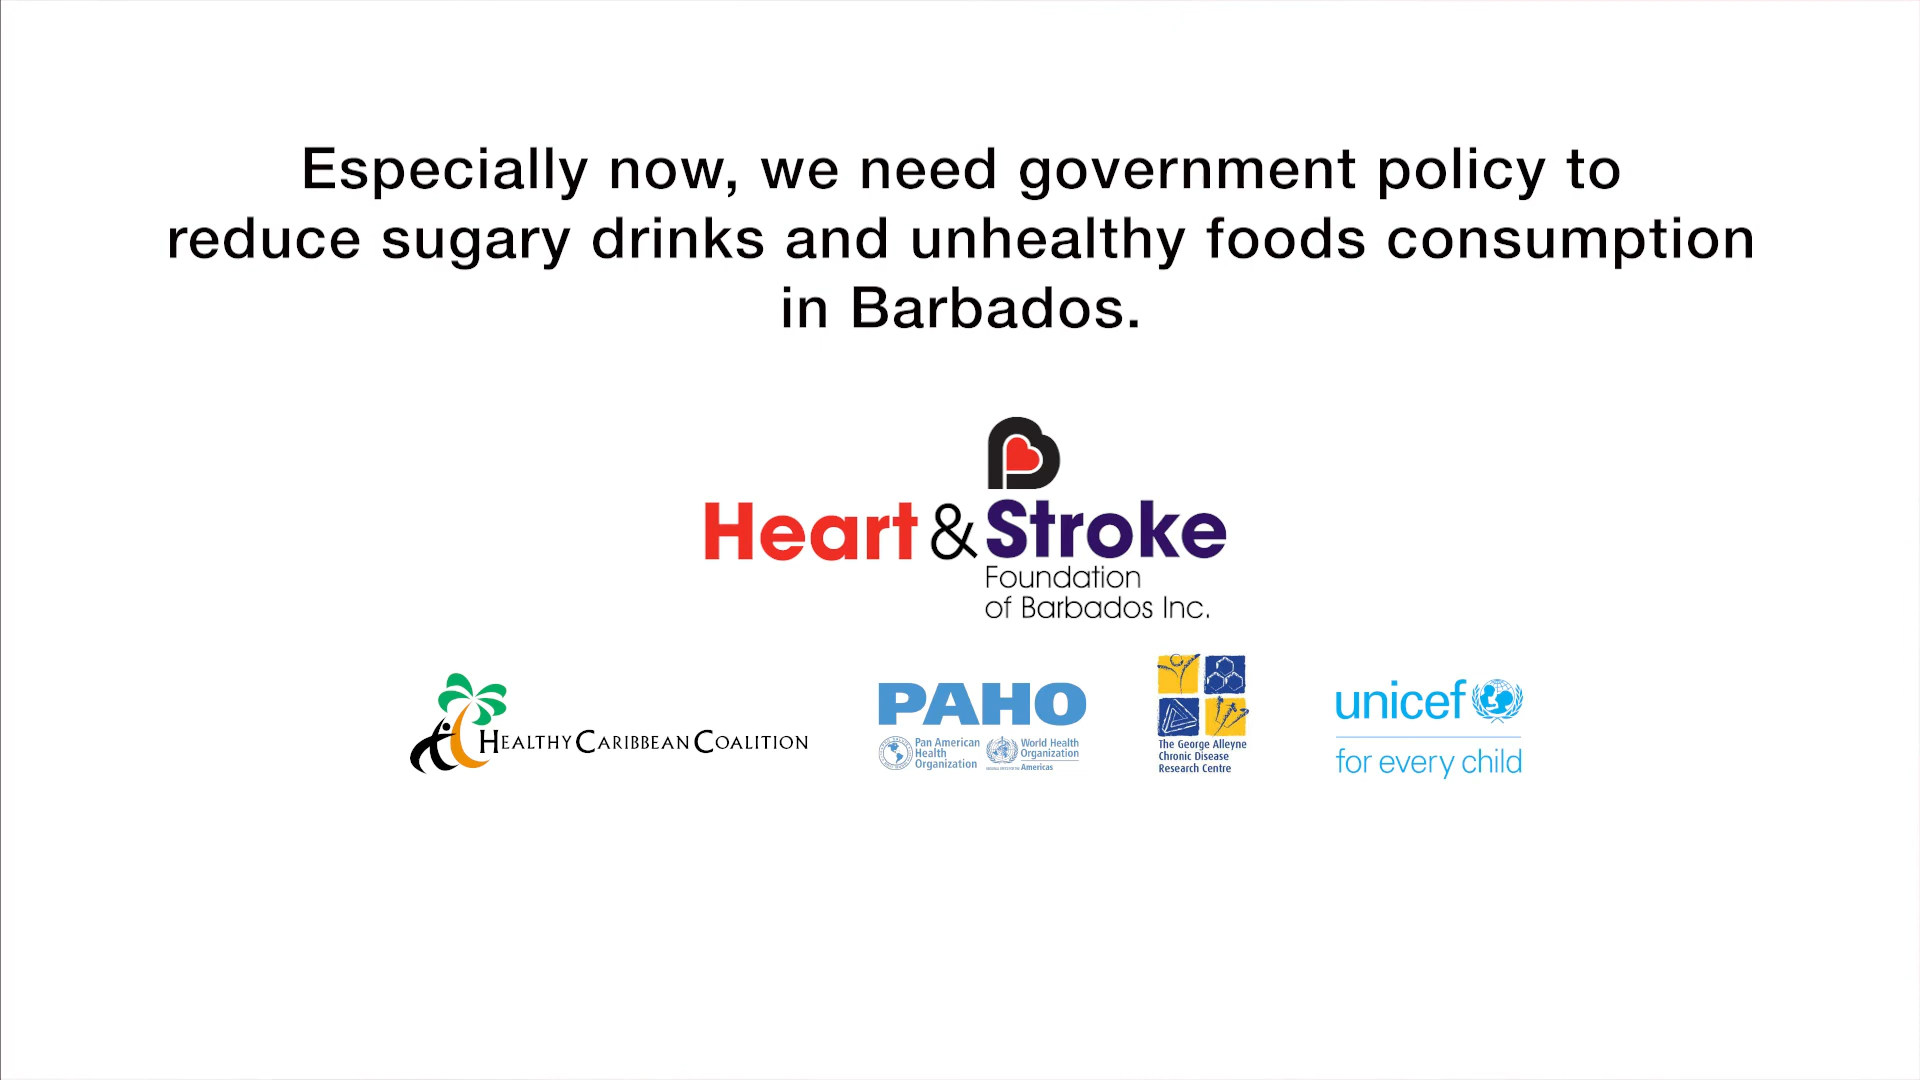 Especially now, we need government policy to
reduce sugary drinks and unhealthy foods consumption
in Barbados.
Heart & Stroke
Foundation
of Barbados Inc.
HEALTHY CARIBBEAN COALITION
PAHO
Pan American
Health
Organization
World Health
Organization
Americas
The George Alleyne
Chronic Disease
Research Centre
unicef
for every child